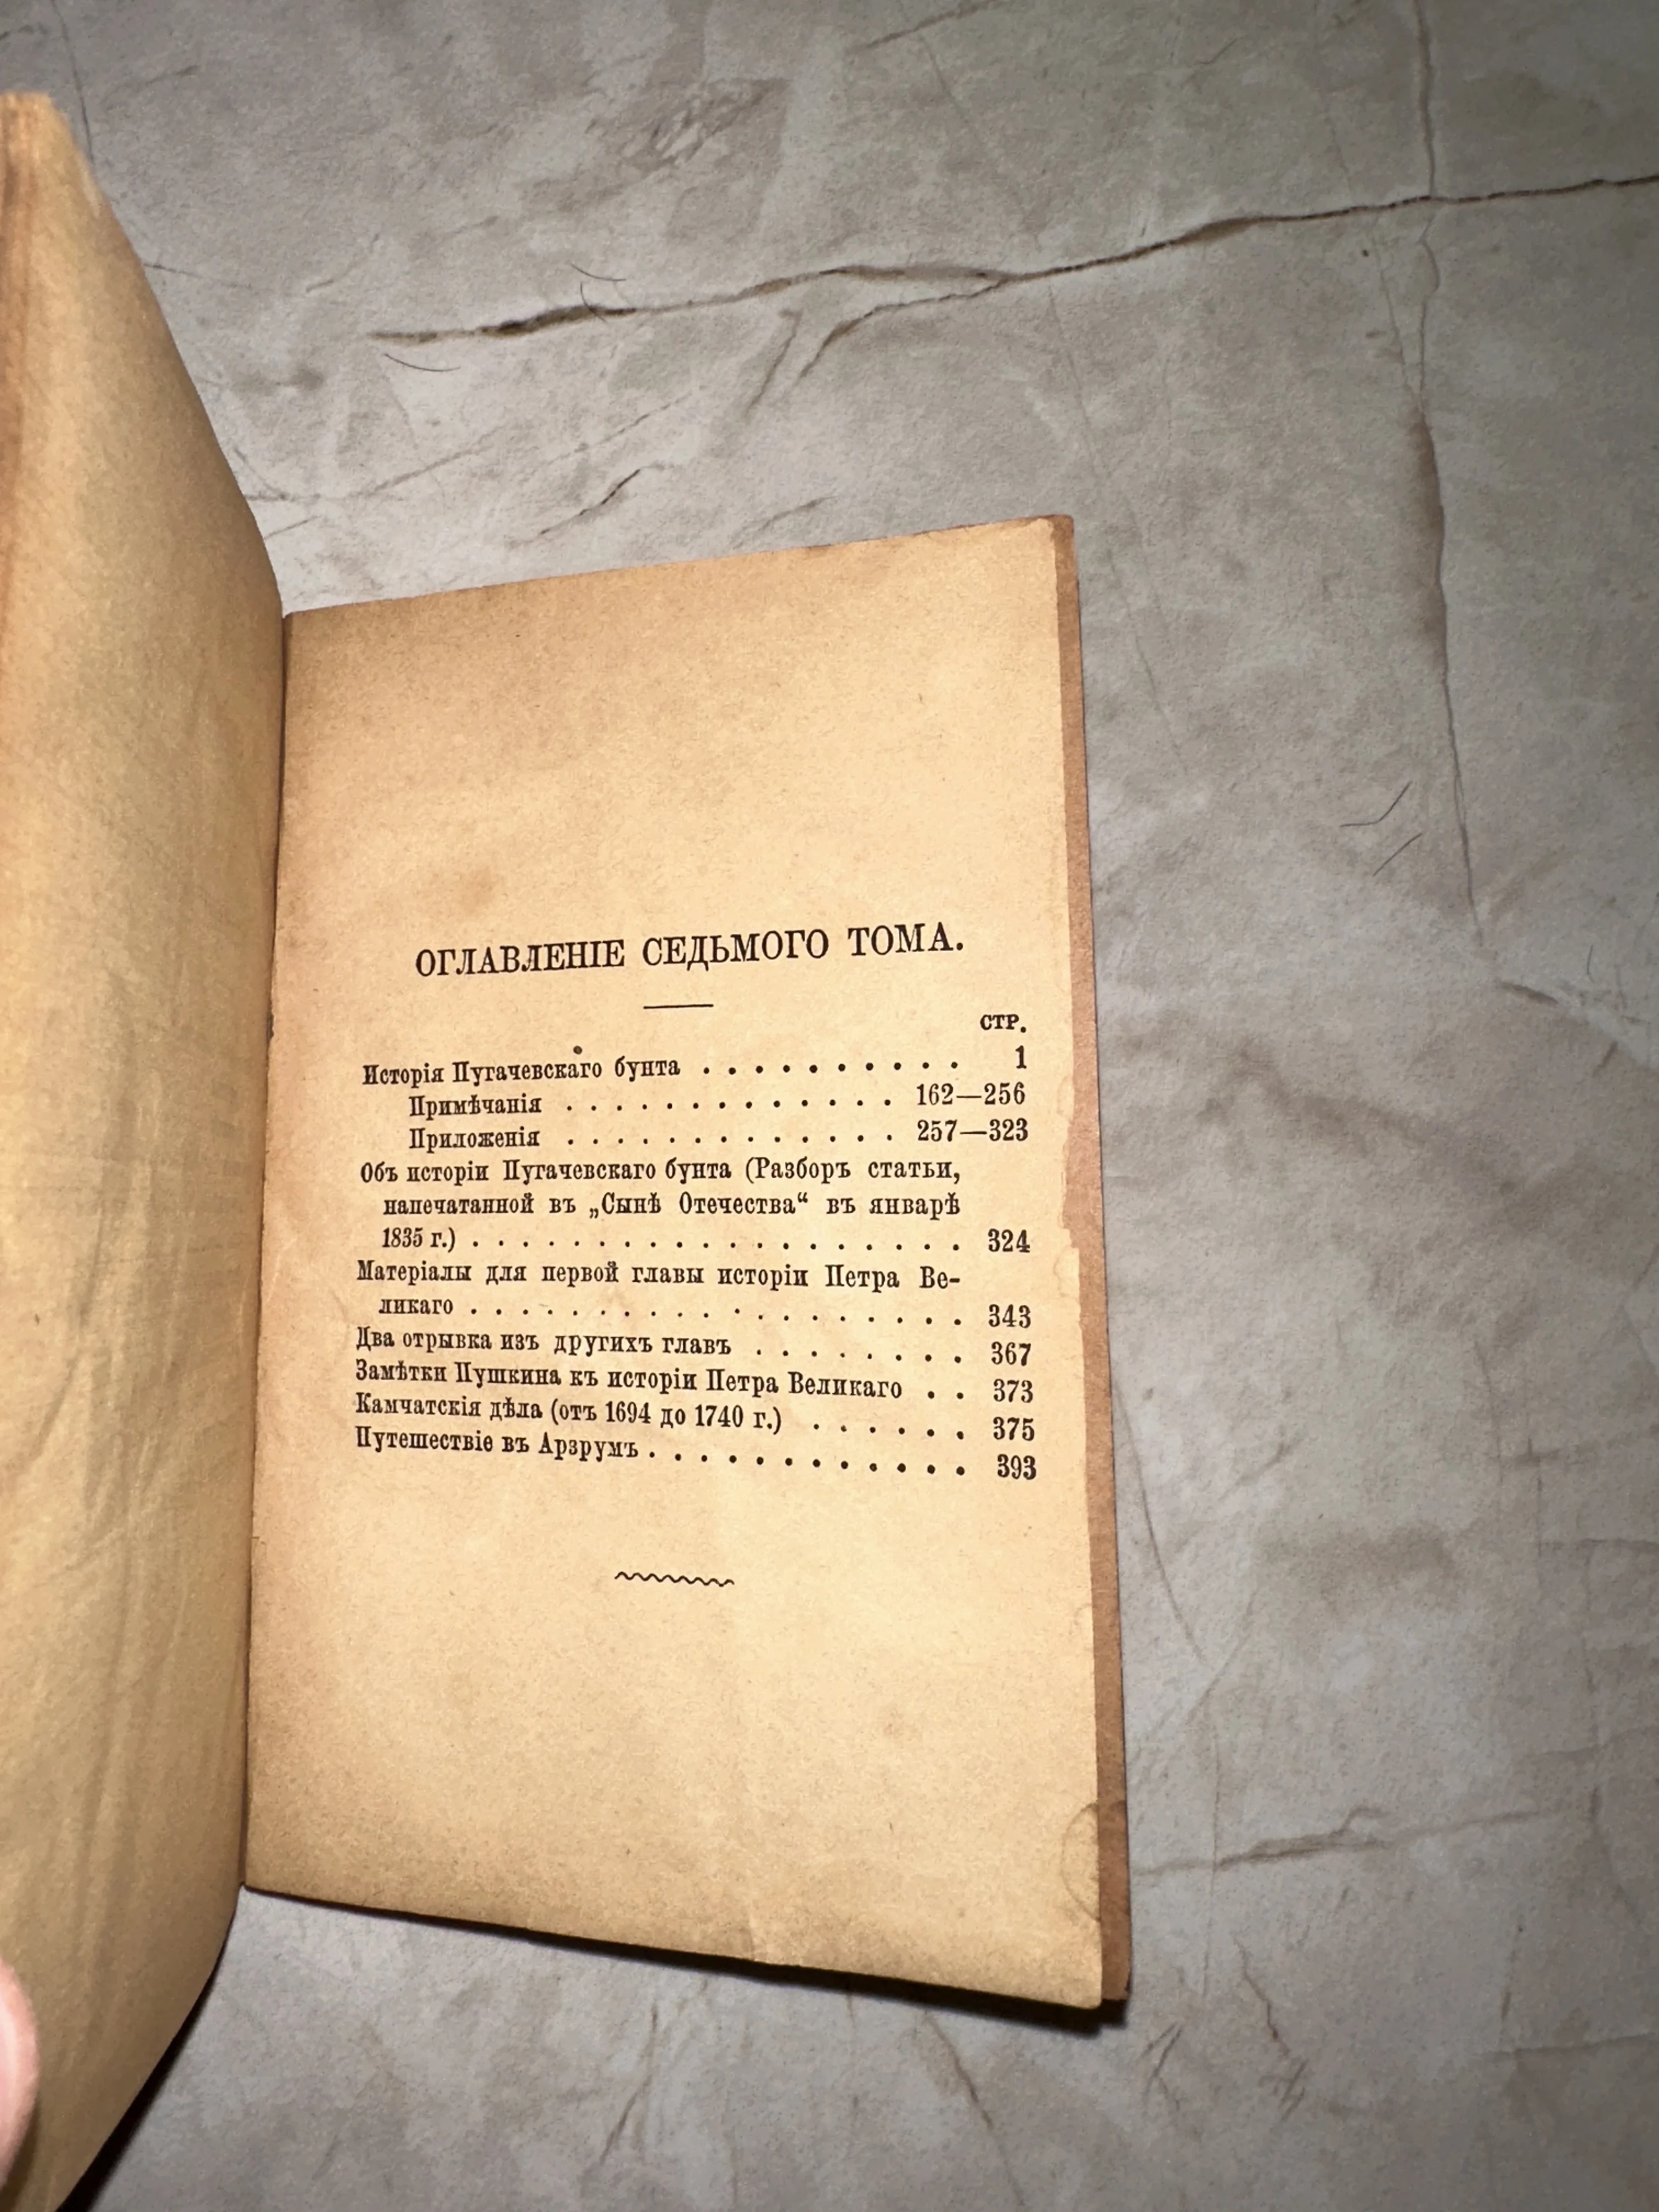 ОГЛАВЛЕНІЕ СЕДЬМОГО ТОМА.
СТР.
Исторія Пугачевскаго бунта . . . . . . . . . . 1
Примѣчанія . . . . . . . . . . . . . . 162—256
Приложенія . . . . . . . . . . . . . . 257—323
Объ исторіи Пугачевскаго бунта (Разборъ статьи,
напечатанной въ „Сынѣ Отечества“ въ январѣ
1835 г.) . . . . . . . . . . . . . . . . . . . 324
Матеріалы для первой главы исторіи Петра Ве-
ликаго . . . . . . . . . . . . . . . . . . . 343
Два отрывка изъ другихъ главъ . . . . . . . . 367
Замѣтки Пушкина къ исторіи Петра Великаго . . 373
Камчатскія дѣла (отъ 1694 до 1740 г.) . . . . . . 375
Путешествіе въ Арзрумъ . . . . . . . . . . . . 393